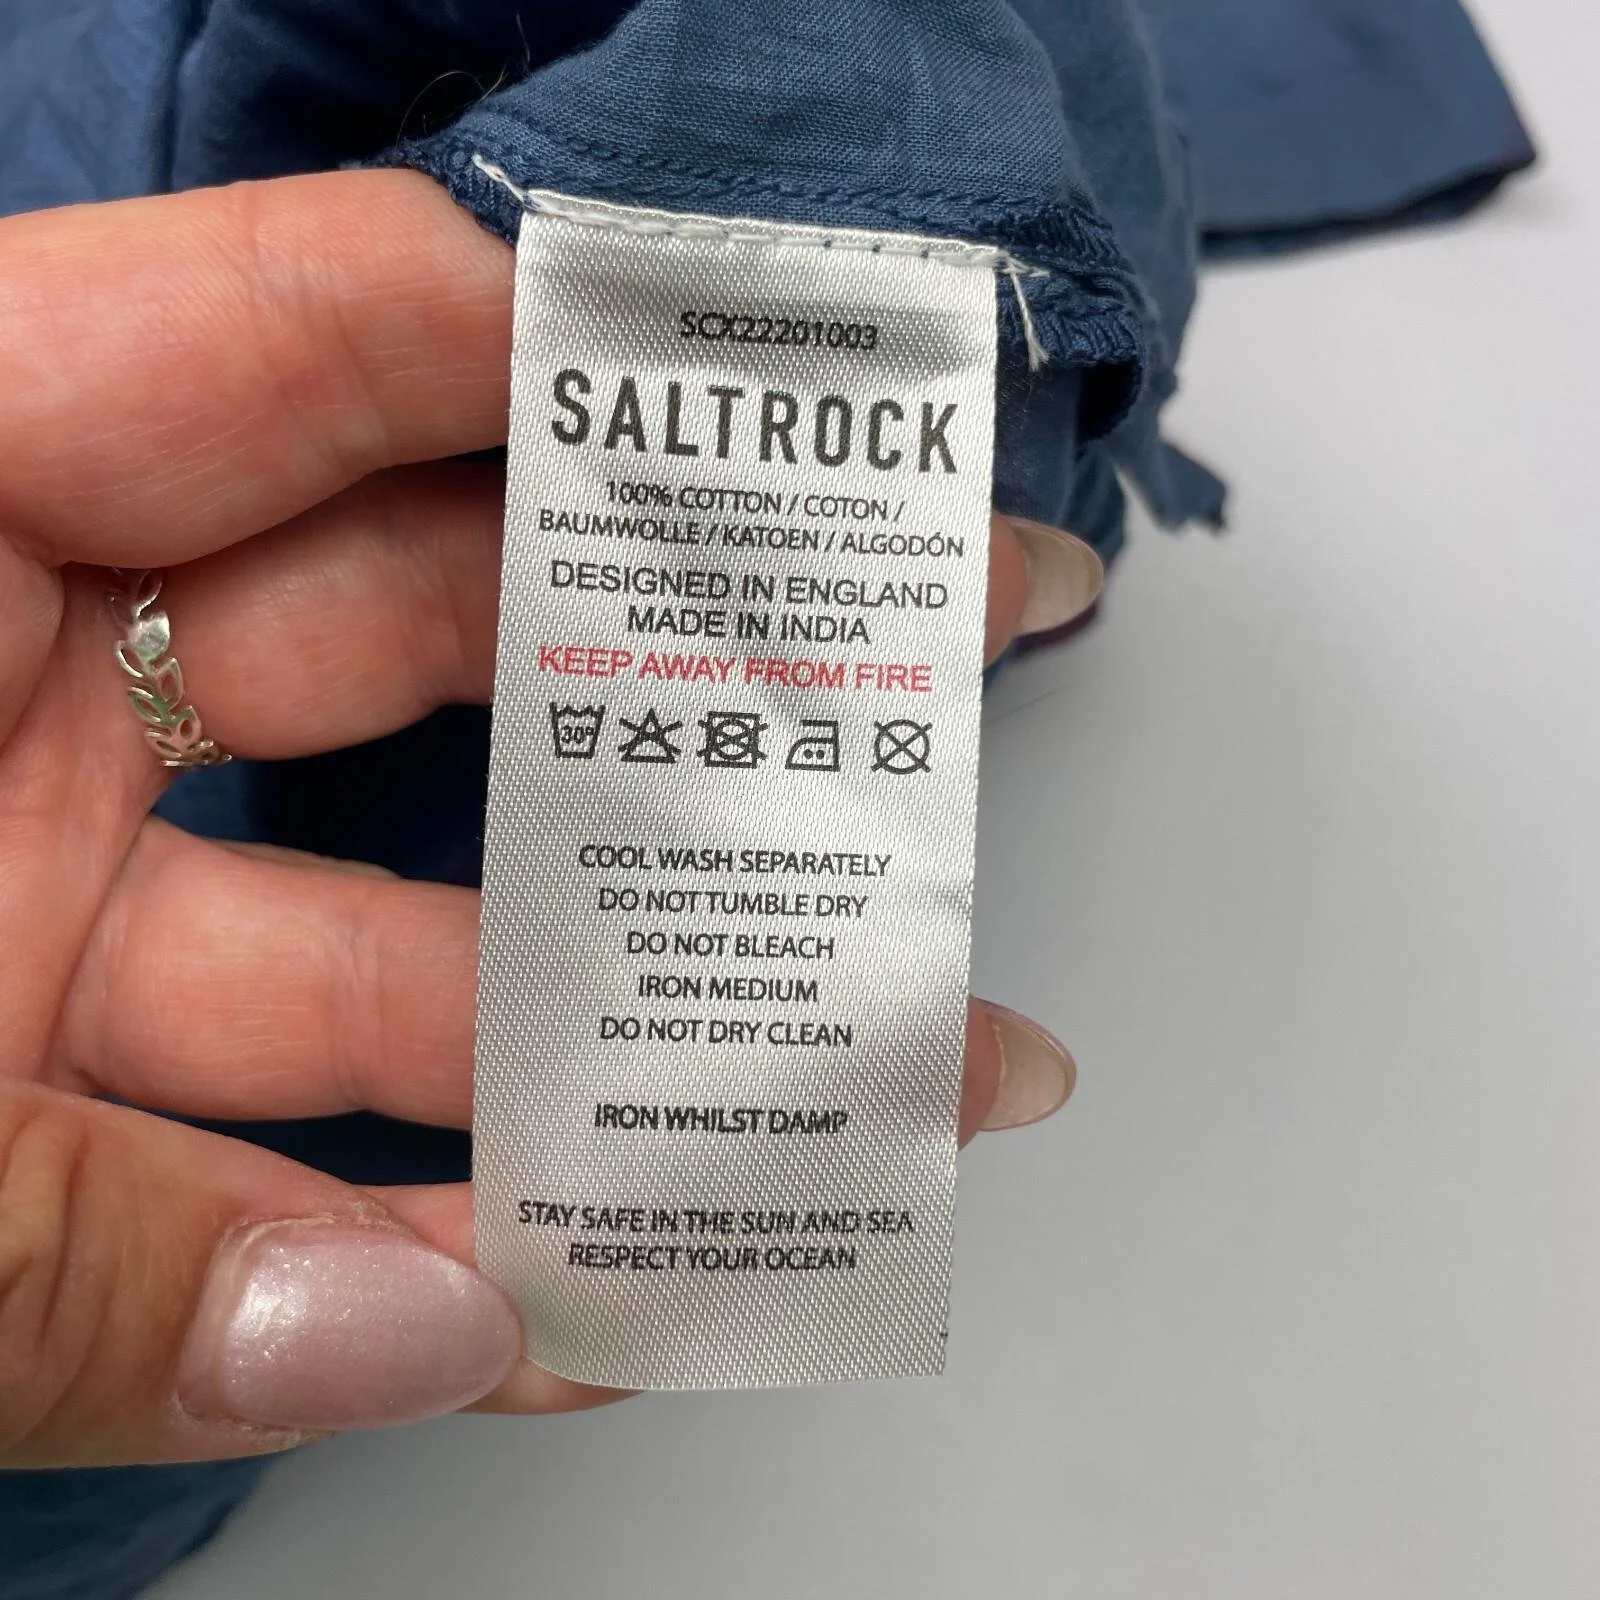 SCX22201003
SALTROCK
100% COTTON / COTON /
BAUMWOLLE / KATOEN / ALGODÓN
DESIGNED IN ENGLAND
MADE IN INDIA
KEEP AWAY FROM FIRE
30°
COOL WASH SEPARATELY
DO NOT TUMBLE DRY
DO NOT BLEACH
IRON MEDIUM
DO NOT DRY CLEAN
IRON WHILST DAMP
STAY SAFE IN THE SUN AND SEA
RESPECT YOUR OCEAN